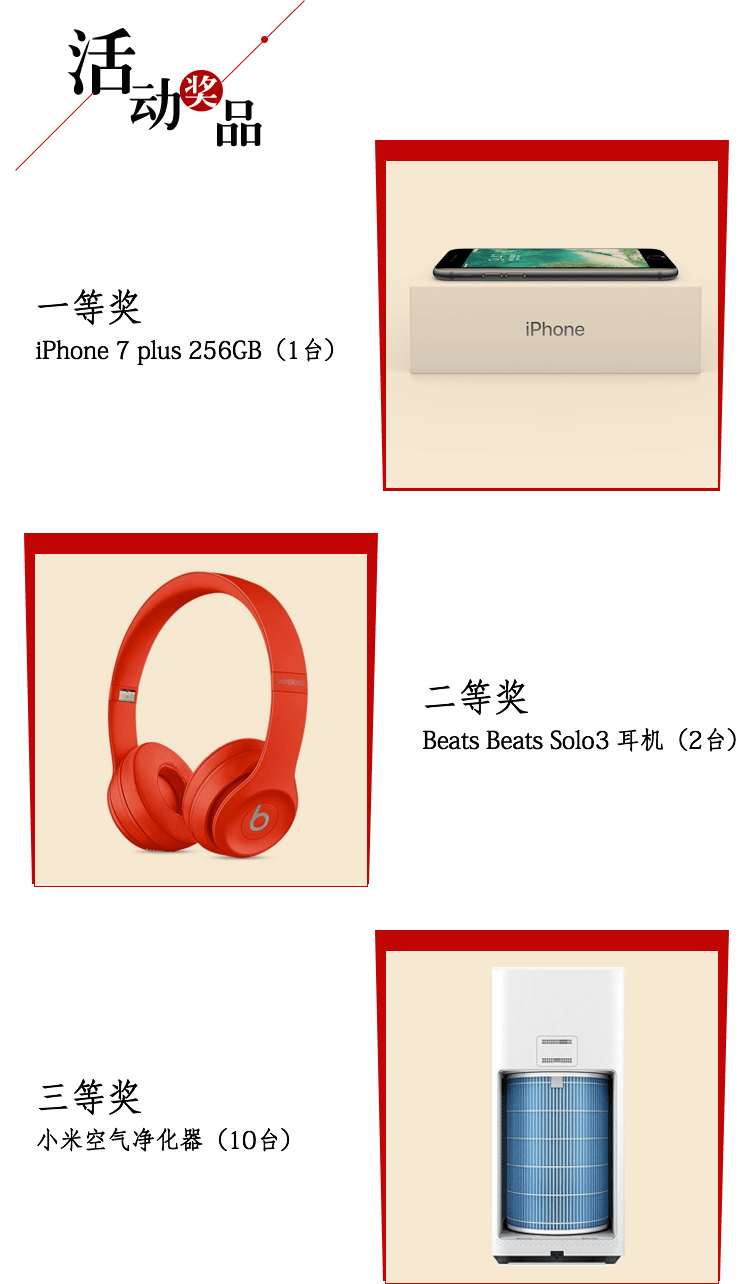 活动奖品
一等奖
iPhone 7 plus 256GB（1台）
iPhone
二等奖
Beats Beats Solo3 耳机（2台）
三等奖
小米空气净化器（10台）